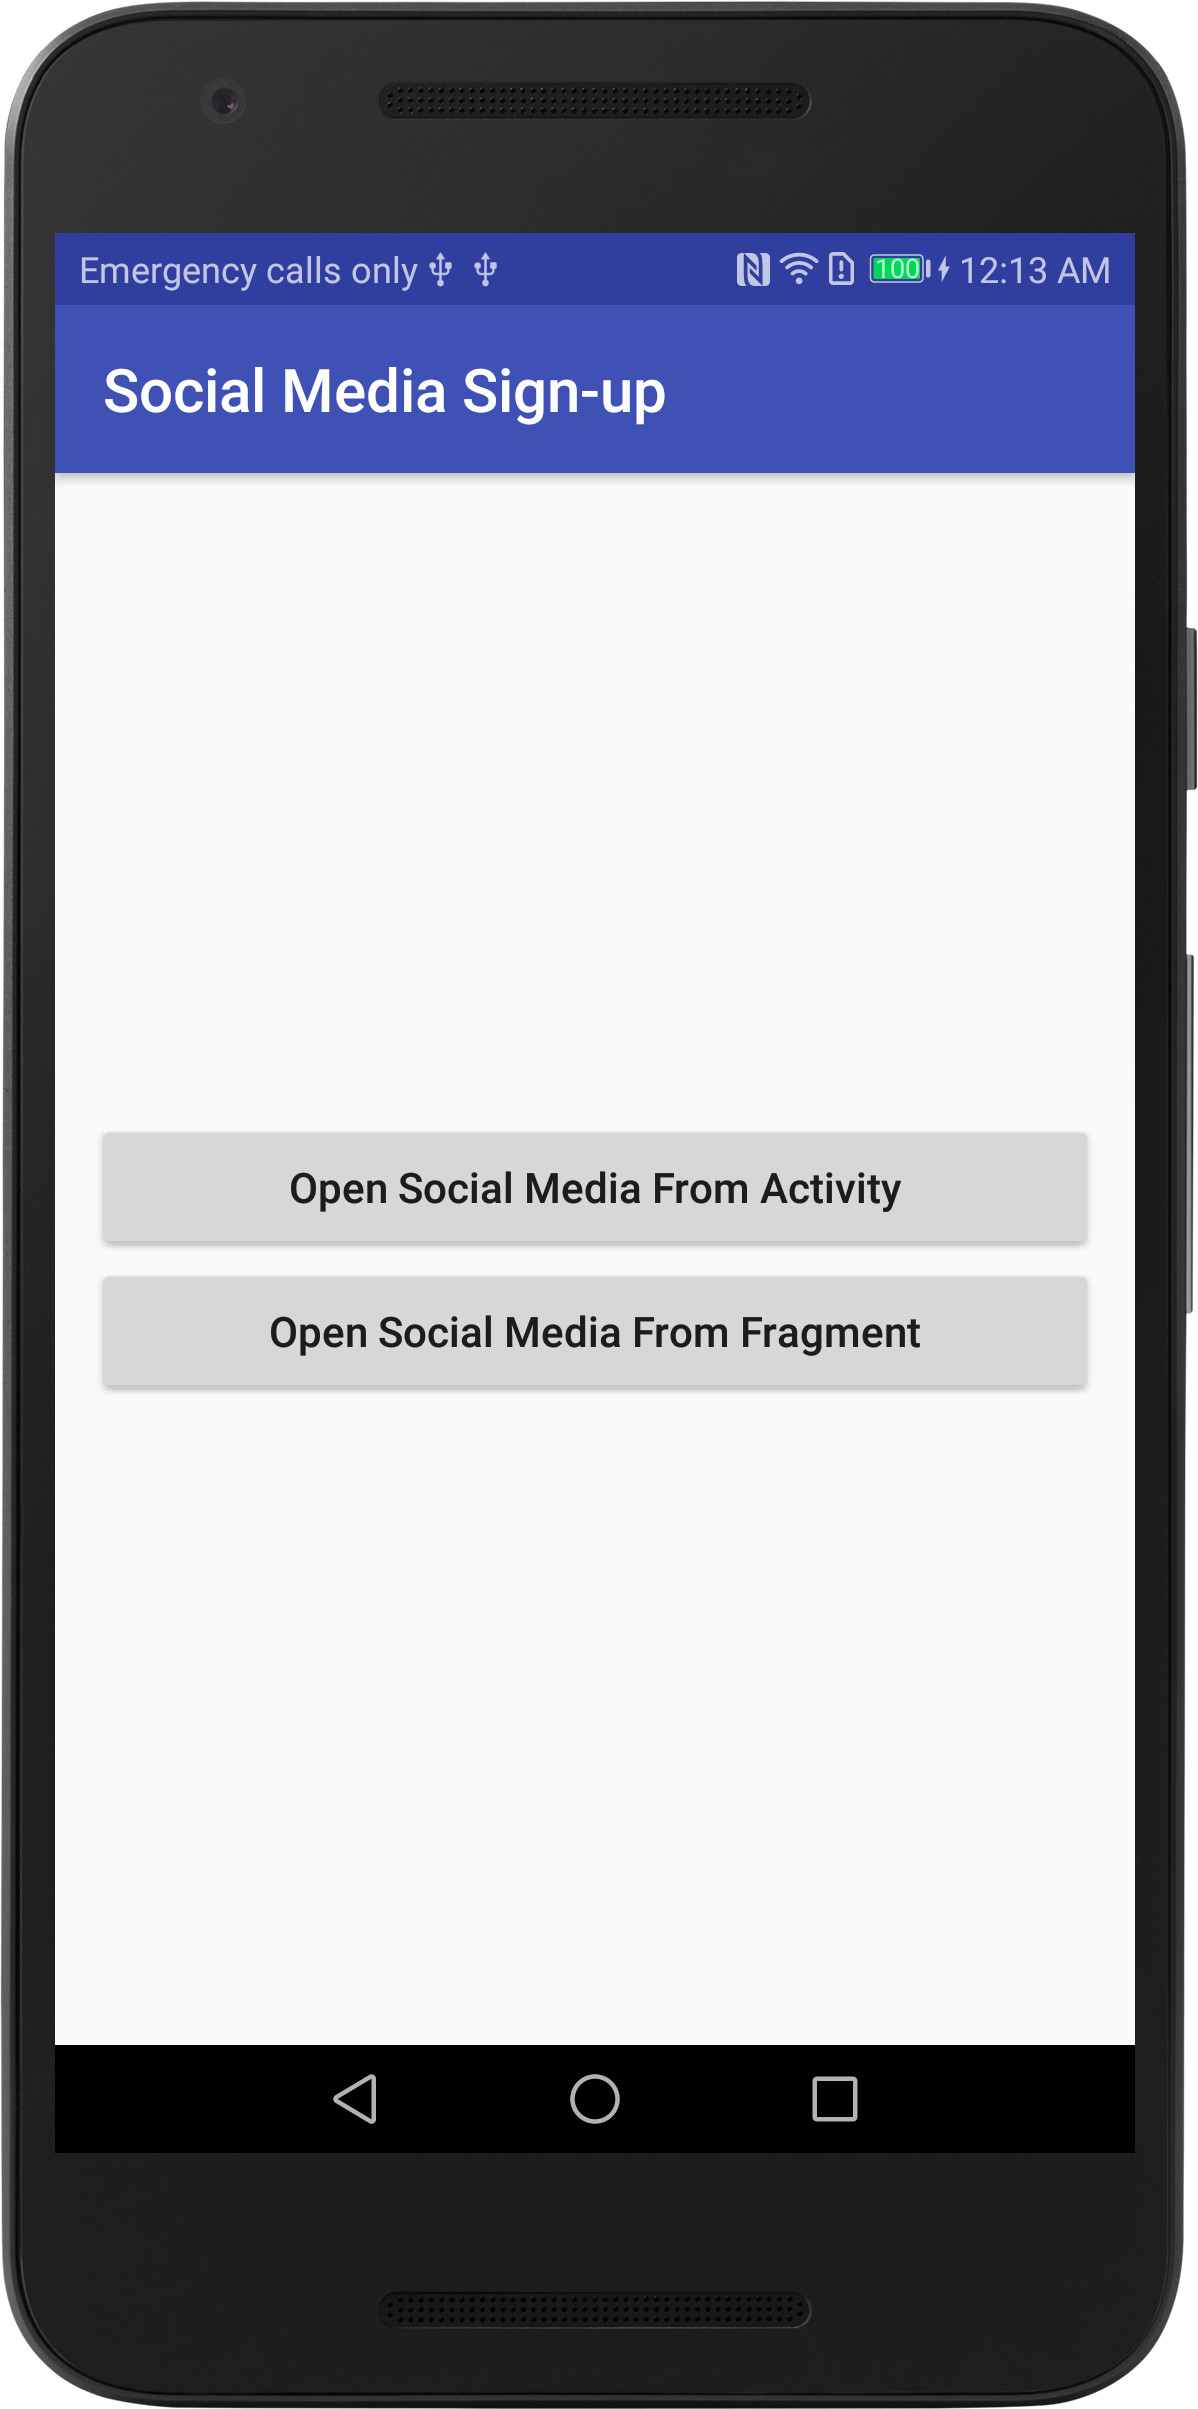 Emergency calls only 100 12:13 AM
Social Media Sign-up
Open Social Media From Activity
Open Social Media From Fragment